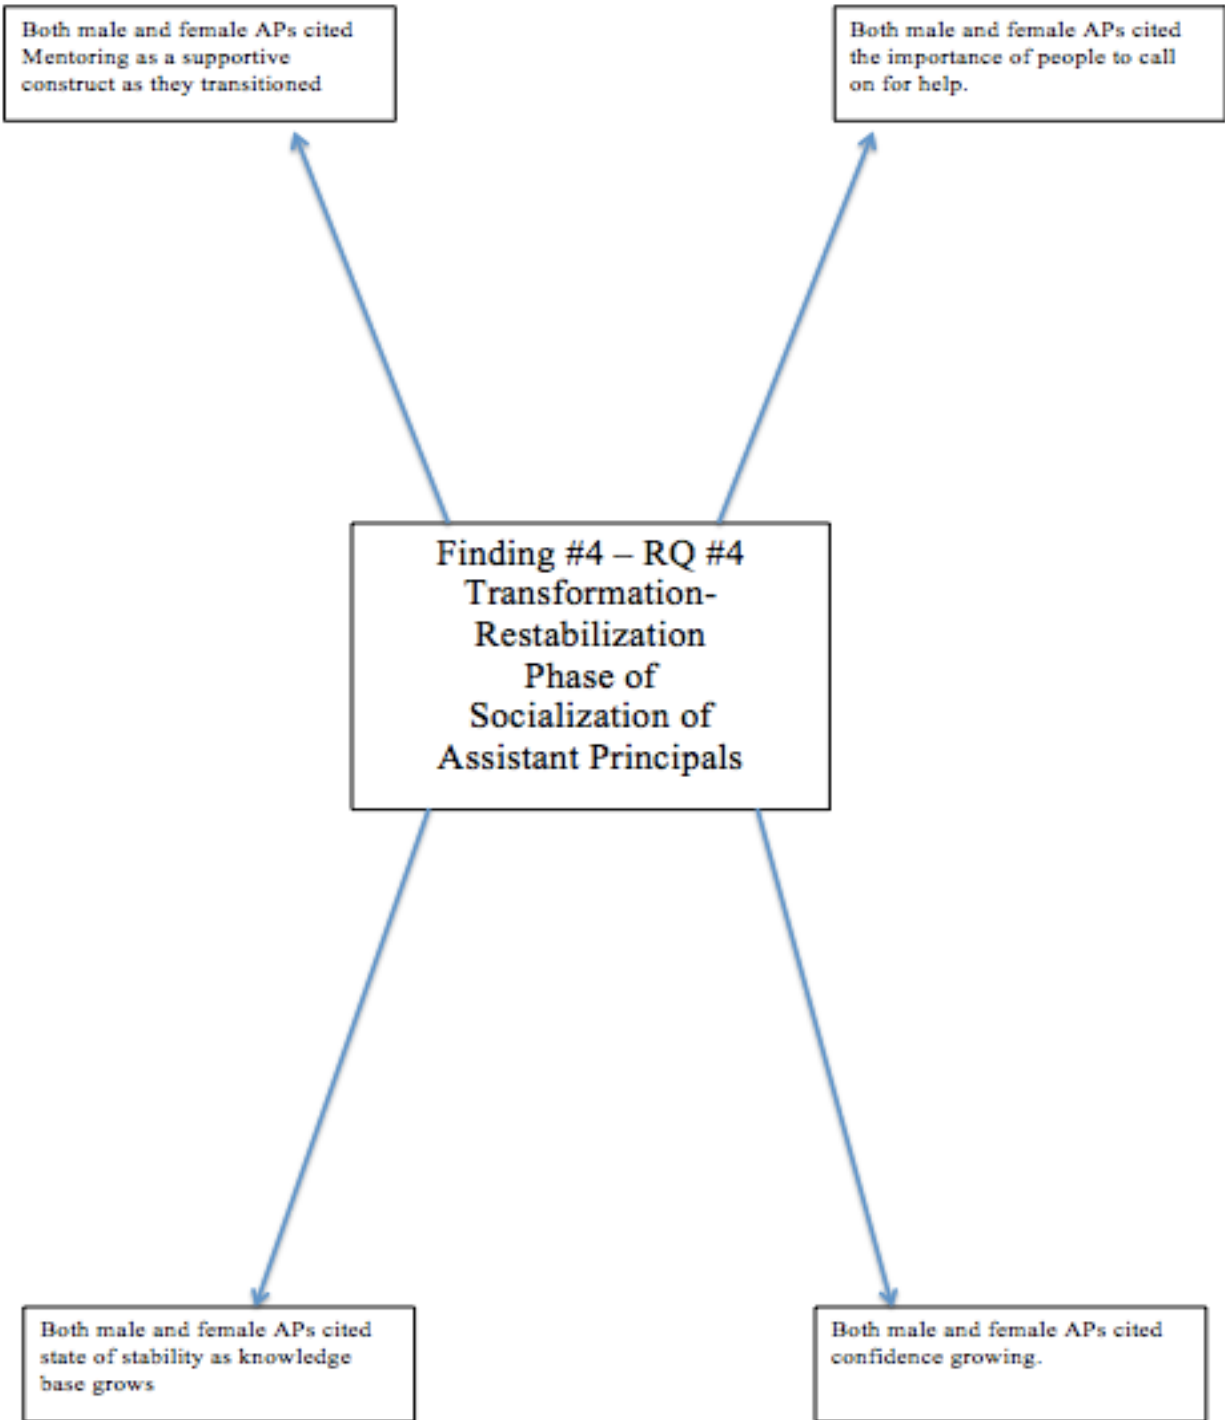 Both male and female APs cited
Mentoring as a supportive
construct as they transitioned
Both male and female APs cited
the importance of people to call
on for help.
Finding #4 – RQ #4
Transformation-
Restabilization
Phase of
Socialization of
Assistant Principals
Both male and female APs cited
state of stability as knowledge
base grows
Both male and female APs cited
confidence growing.